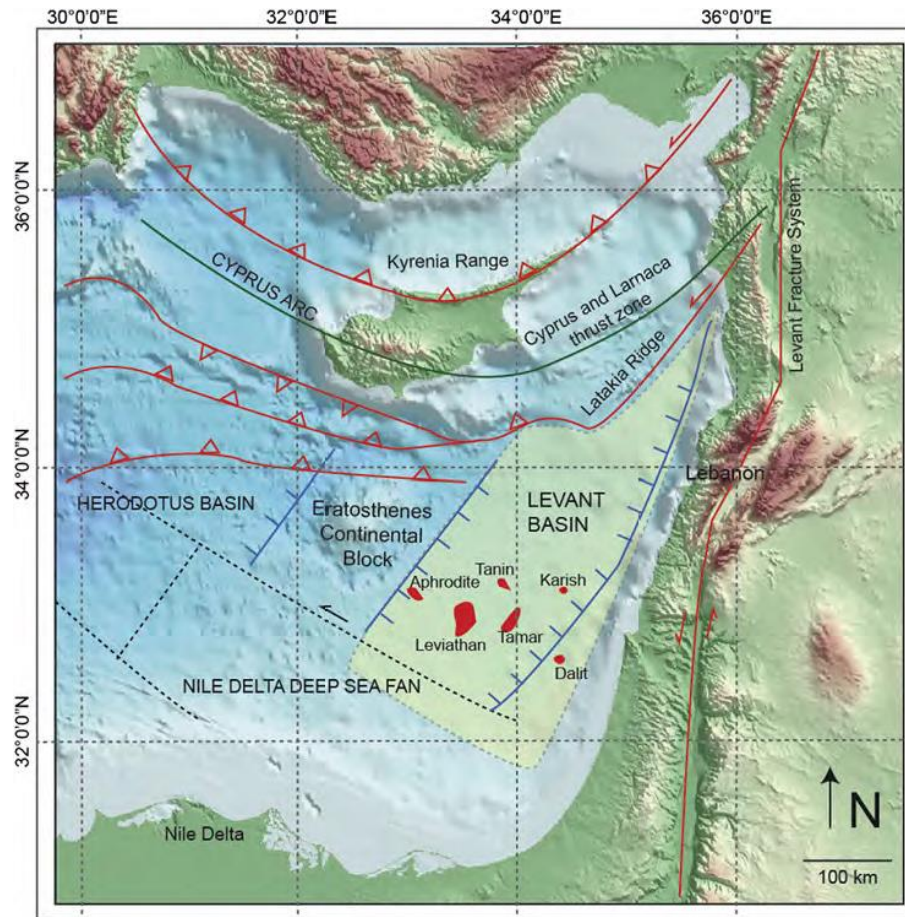 30°0'0"E
32°0'0"E
34°0'0"E
36°0'0"E
36°0'0"N
34°0'0"N
32°0'0"N
Levant Fracture System
Kyrenia Range
CYPRUS ARC
Cyprus and Larnaca
thrust zone
Latakia Ridge
Lebanon
HERODOTUS BASIN
Eratosthenes
Continental
Block
LEVANT
BASIN
Tanin
Aphrodite
Karish
Leviathan
Tamar
Dalit
NILE DELTA DEEP SEA FAN
Nile Delta
N
100 km